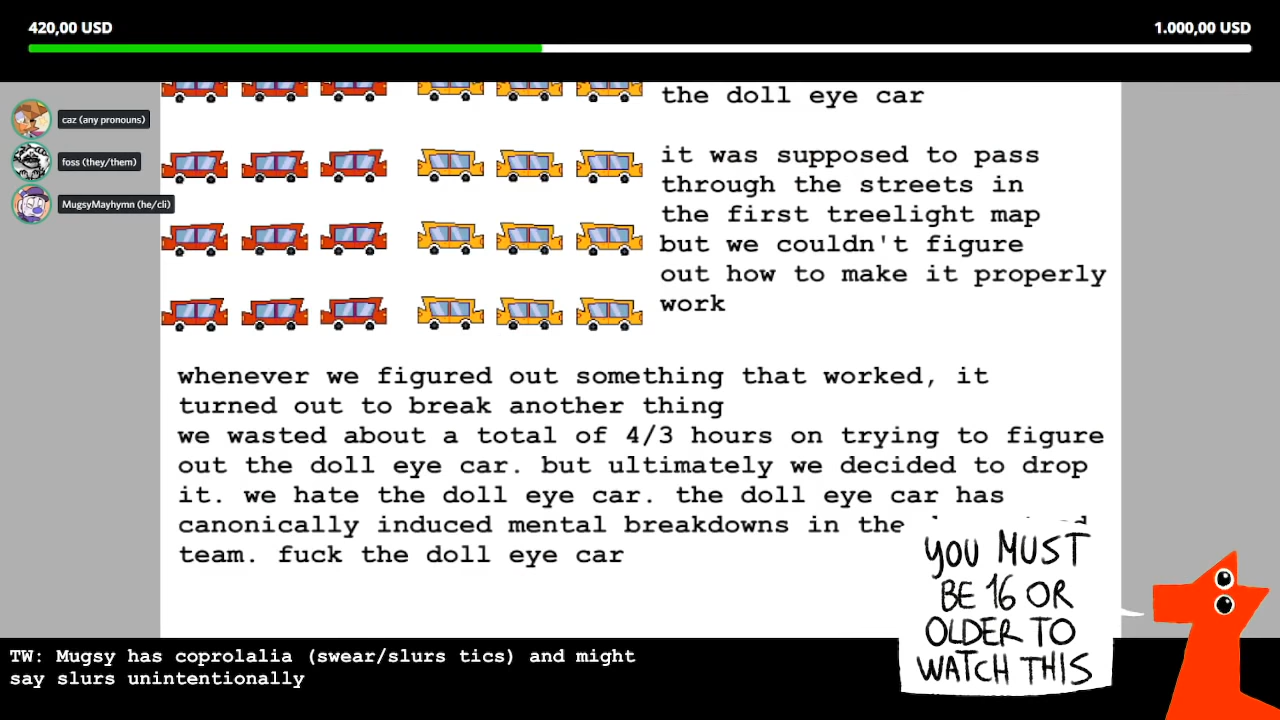 420,00 USD
1.000,00 USD
caz (any pronouns)
foss (they/them)
MugsyMayhymn (he/cli)
the doll eye car
it was supposed to pass
through the streets in
the first treelight map
but we couldn't figure
out how to make it properly
work
whenever we figured out something that worked, it
turned out to break another thing
we wasted about a total of 4/3 hours on trying to figure
out the doll eye car. but ultimately we decided to drop
it. we hate the doll eye car. the doll eye car has
canonically induced mental breakdowns in the
team. fuck the doll eye car
YOU MUST
BE 16 OR
OLDER TO
WATCH THIS
TW: Mugsy has coprolalia (swear/slurs tics) and might
say slurs unintentionally